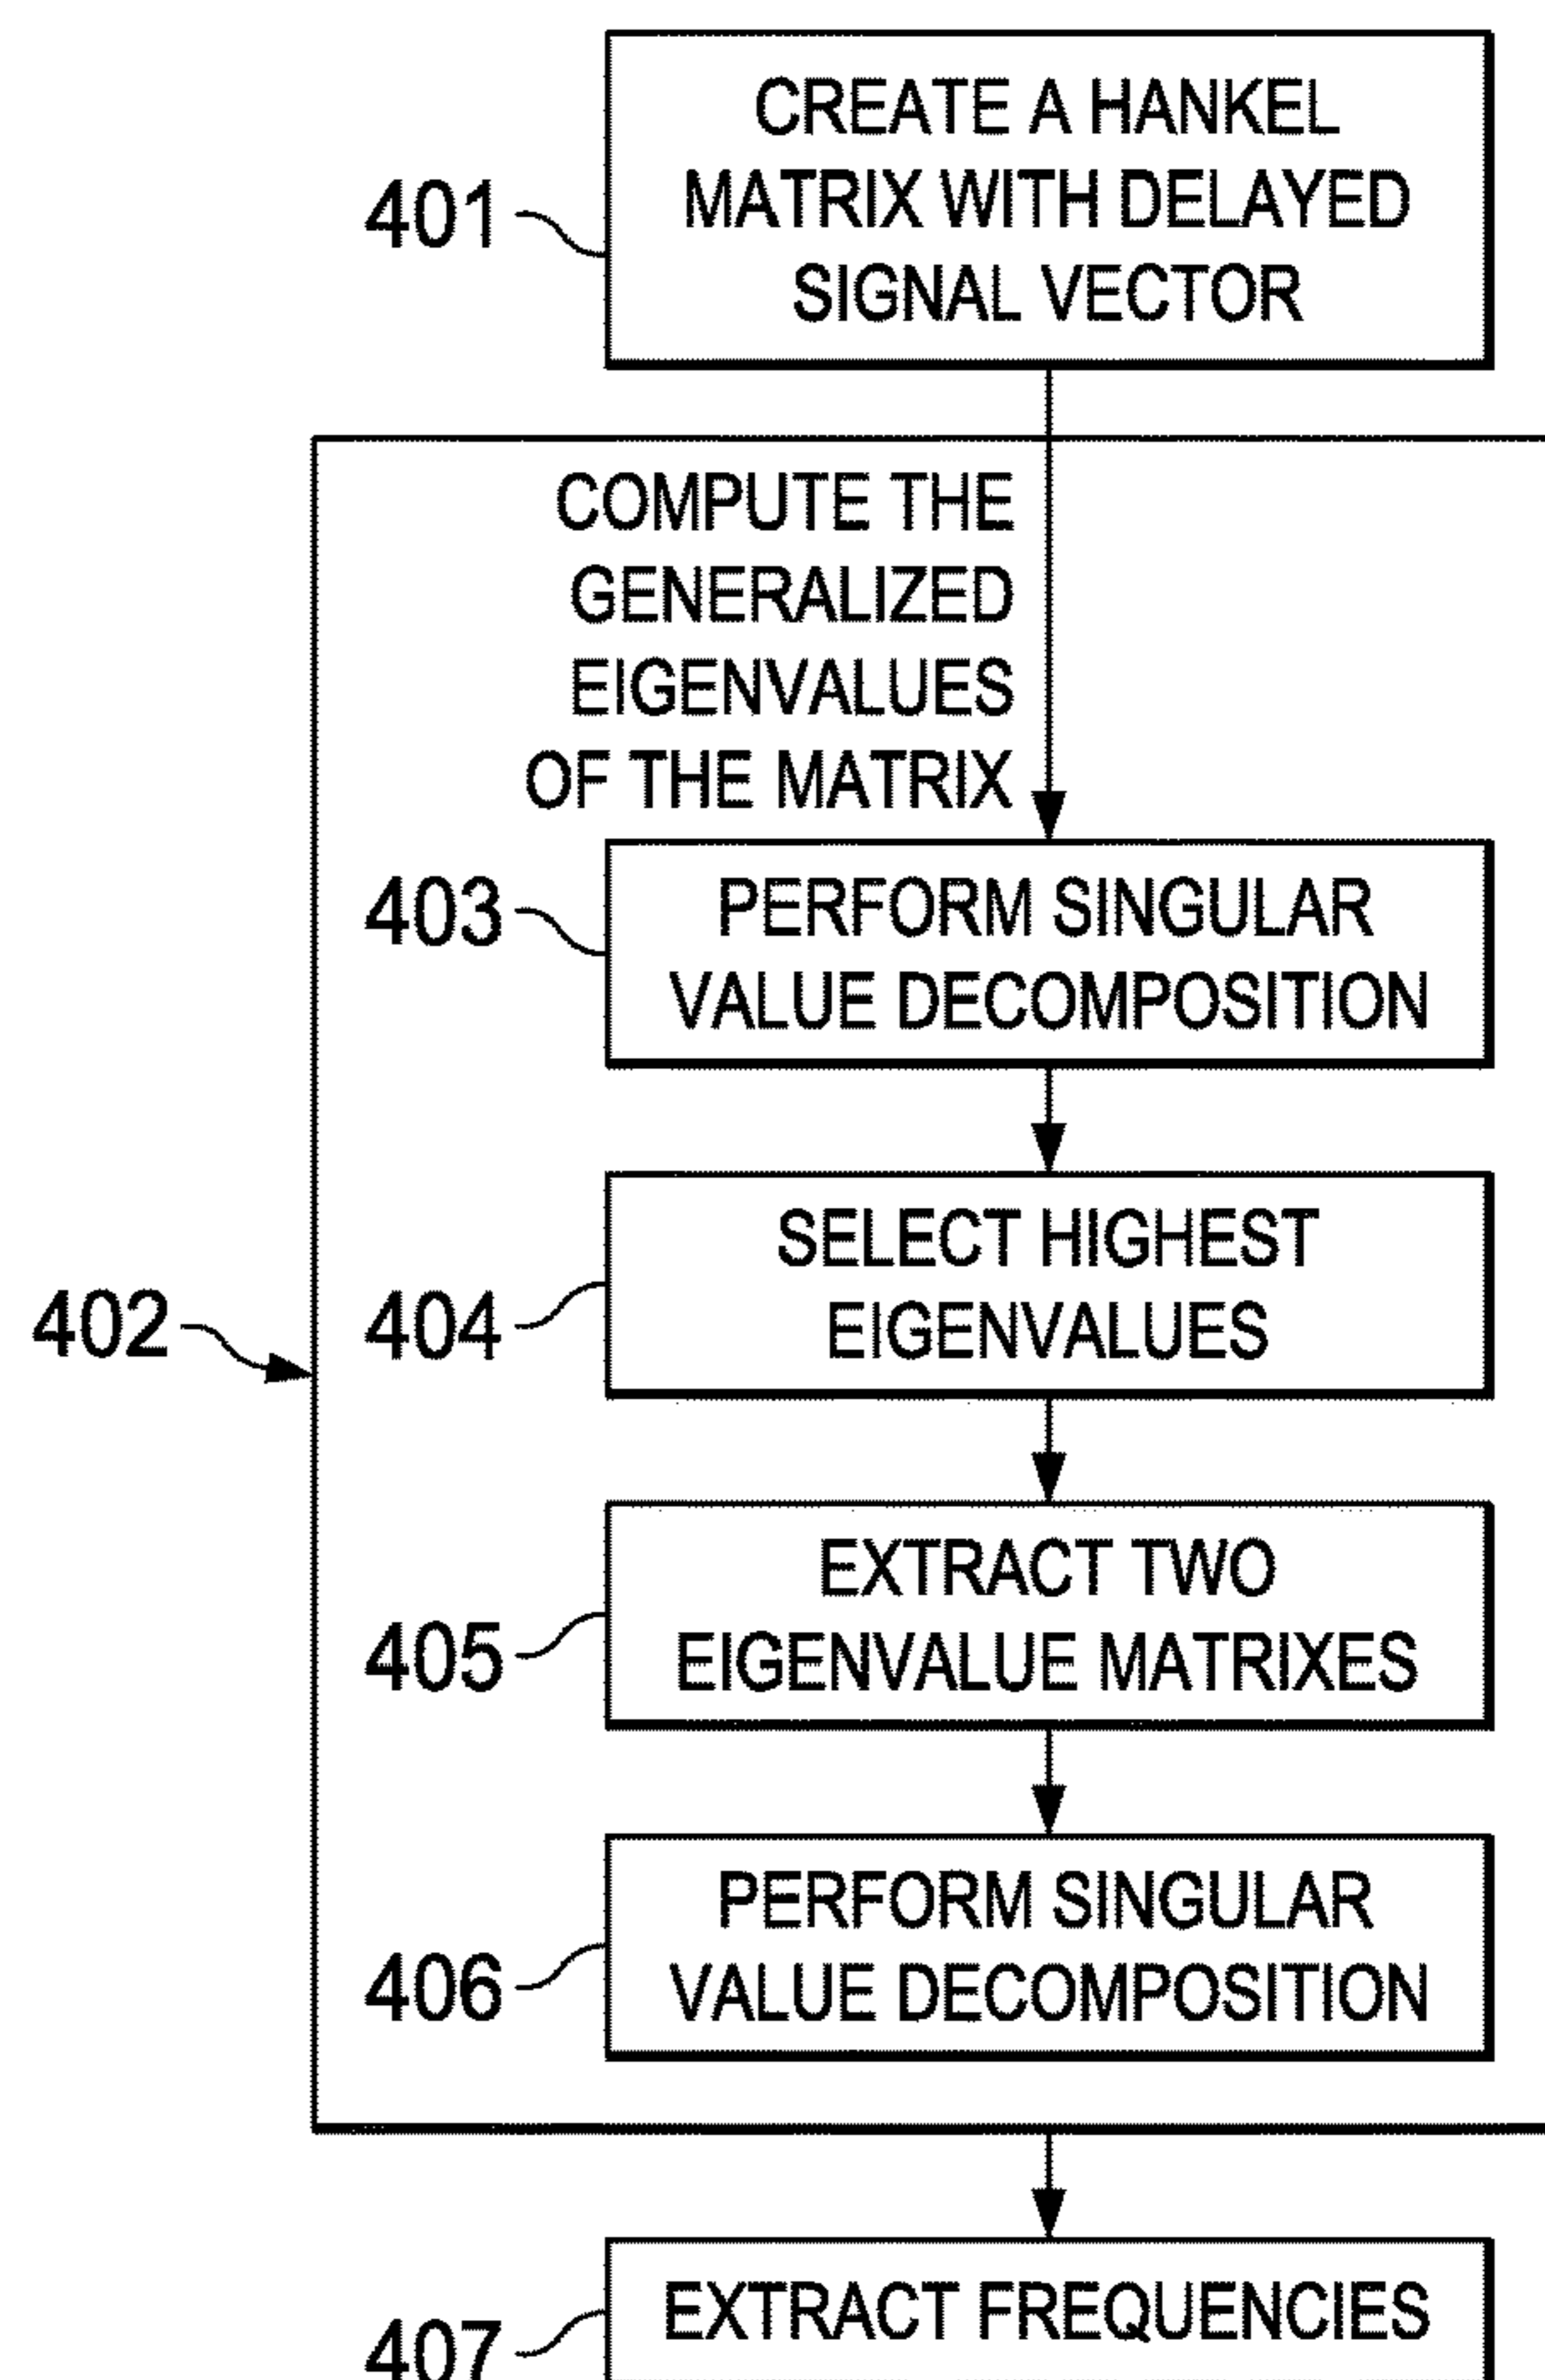 CREATE A HANKEL
MATRIX WITH DELAYED
SIGNAL VECTOR
401
COMPUTE THE
GENERALIZED
EIGENVALUES
OF THE MATRIX
403
PERFORM SINGULAR
VALUE DECOMPOSITION
SELECT HIGHEST
EIGENVALUES
402
404
EXTRACT TWO
EIGENVALUE MATRIXES
405
PERFORM SINGULAR
VALUE DECOMPOSITION
406
EXTRACT FREQUENCIES
407